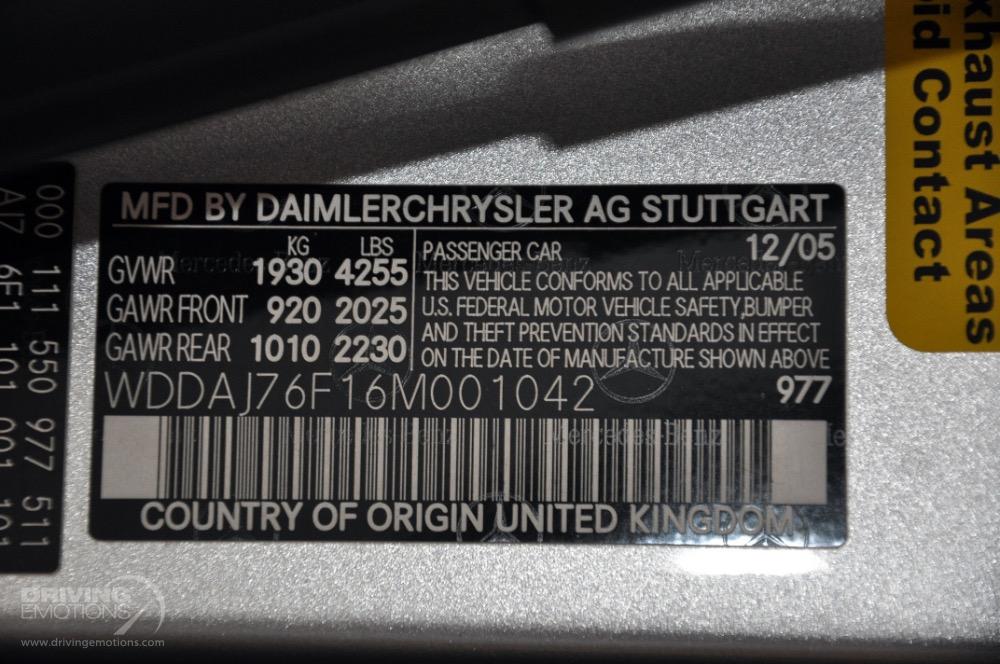 MFD BY DAIMLERCHRYSLER AG STUTTGART
KG LBS
GVWR 1930 4255
GAWR FRONT 920 2025
GAWR REAR 1010 2230
PASSENGER CAR 12/05
THIS VEHICLE CONFORMS TO ALL APPLICABLE
U.S. FEDERAL MOTOR VEHICLE SAFETY,BUMPER
AND THEFT PREVENTION STANDARDS IN EFFECT
ON THE DATE OF MANUFACTURE SHOWN ABOVE
WDDAJ76F16M001042 977
COUNTRY OF ORIGIN UNITED KINGDOM
Mercedes-Benz
000 111 550 977 511
Exhaust Areas
Contact
DRIVING
EMOTIONS
www.drivingemotions.com